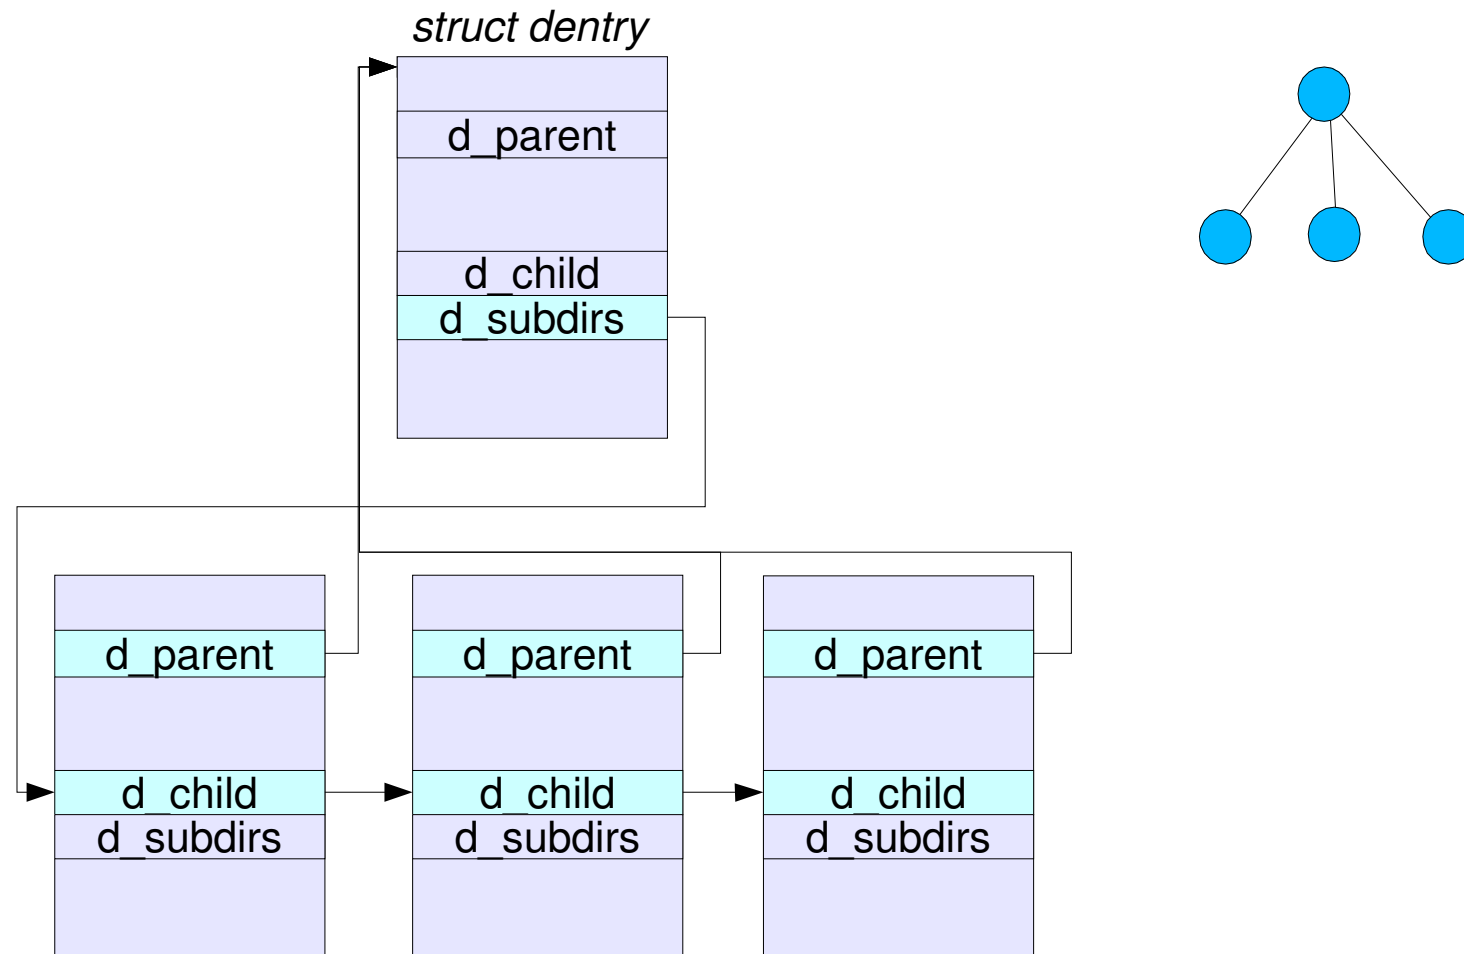 struct dentry
d_parent
d_child
d_subdirs
d_parent
d_child
d_subdirs
d_parent
d_child
d_subdirs
d_parent
d_child
d_subdirs